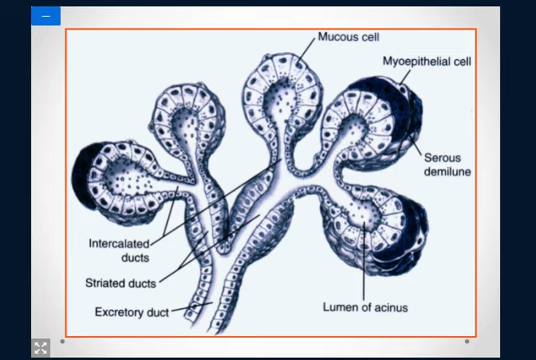 Mucous cell
Myoepithelial cell
Serous
demilune
Intercalated
ducts
Striated ducts
Excretory duct
Lumen of acinus